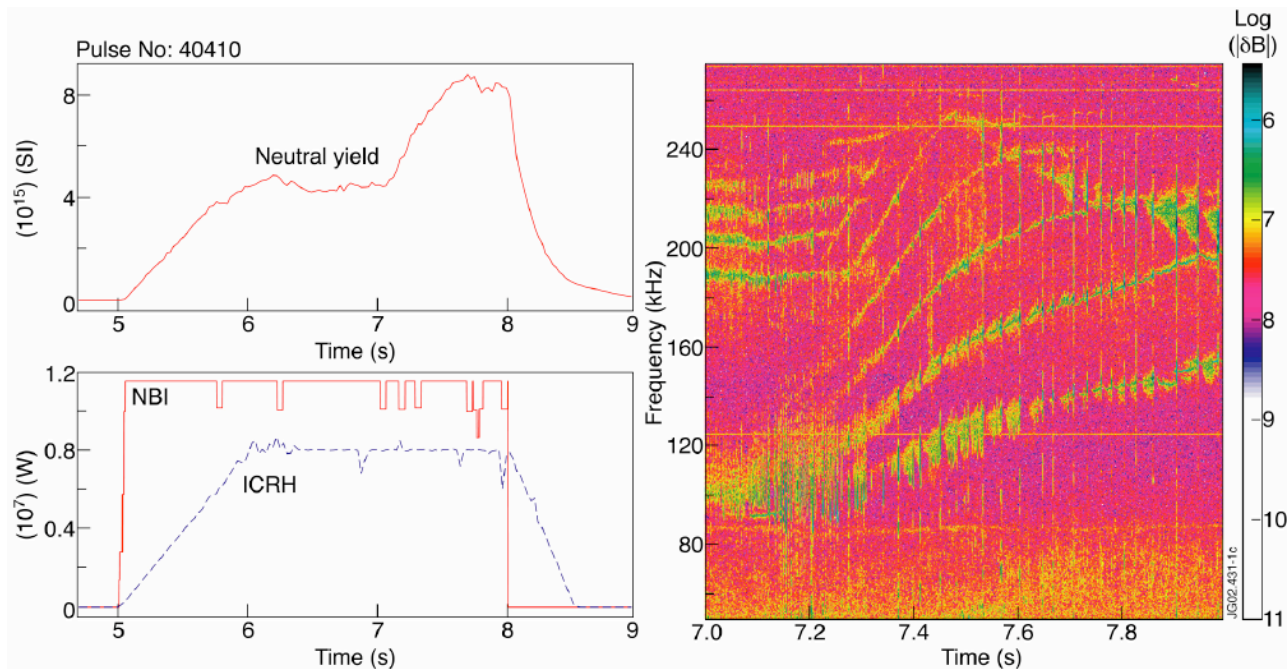 Pulse No: 40410
8
4
0
(10¹⁵) (SI)
Neutral yield
5 6 7 8 9
Time (s)
1.2
0.8
0.4
0
(10⁷) (W)
NBI
ICRH
5 6 7 8 9
Time (s)
240
200
160
120
80
Frequency (kHz)
7.0 7.2 7.4 7.6 7.8
Time (s)
Log
(|δB|)
6
7
8
9
10
11
JG02.431-1c